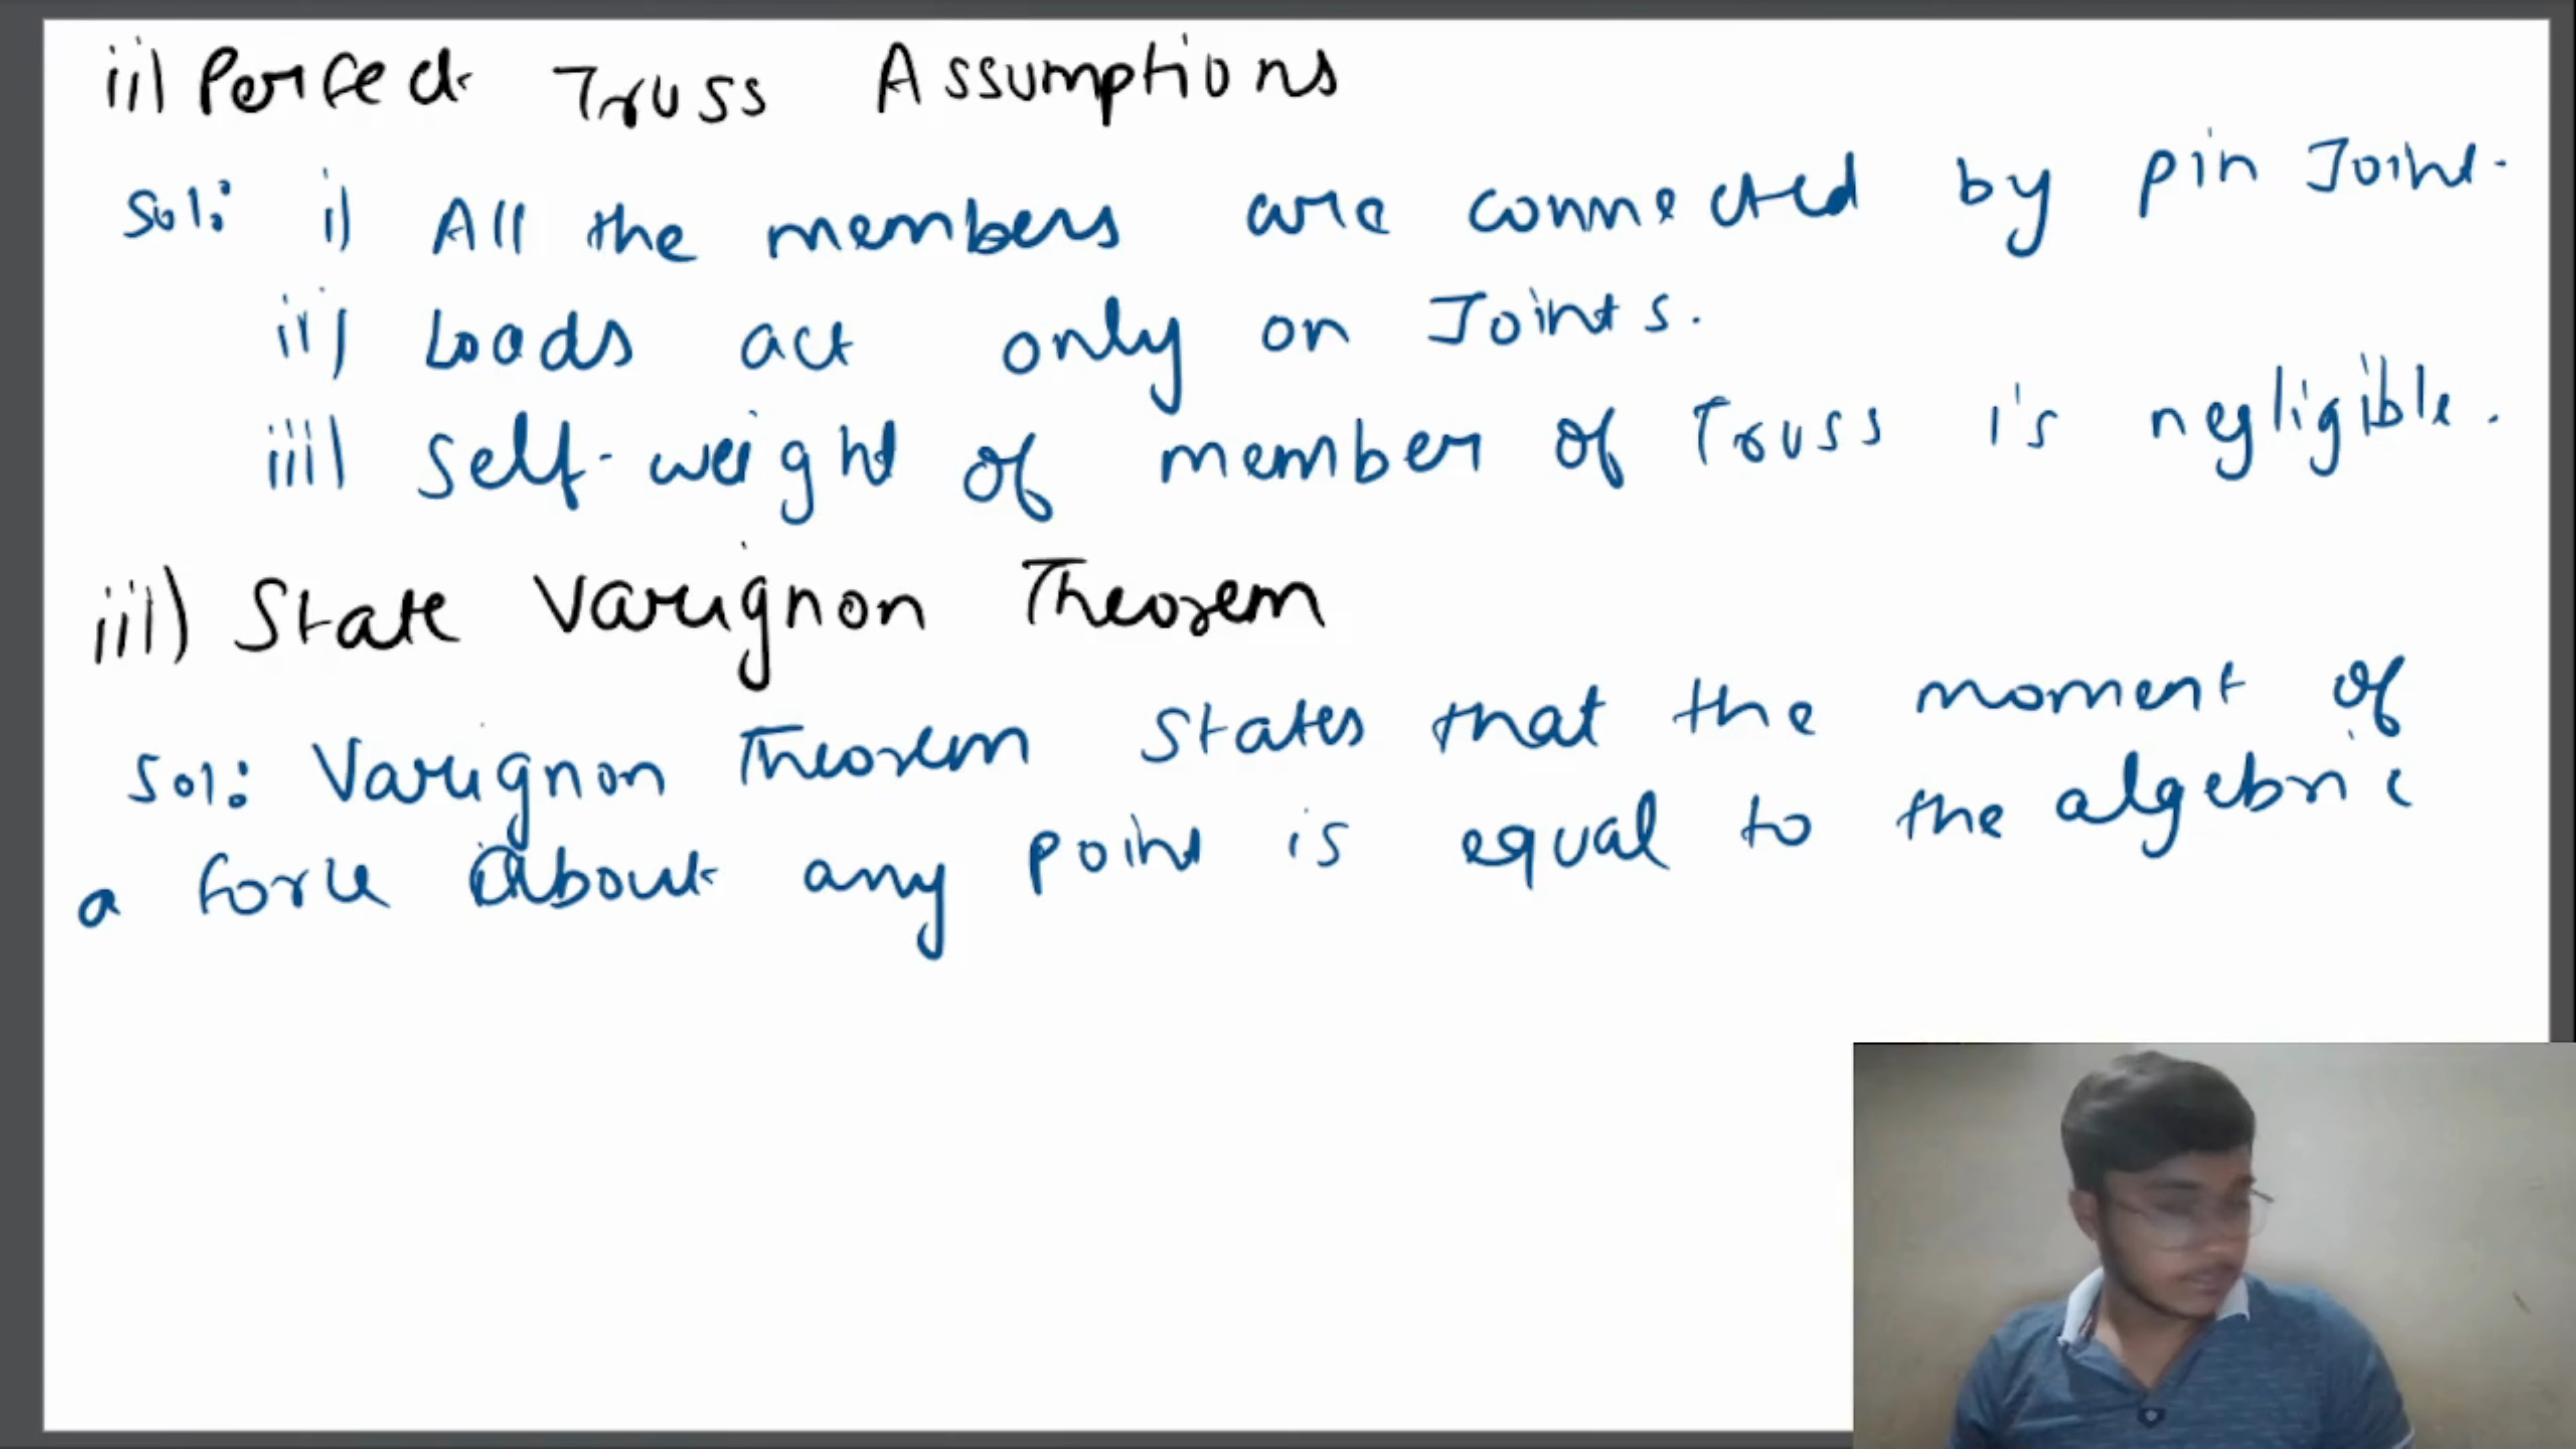 ii) Perfect Truss Assumptions
Sol: i) All the members are connected by pin Joint.
ii) Loads act only on Joints.
iii) Self-weight of member of Truss is negligible.
iii) State Varignon Theorem
Sol: Varignon Theorem States that the moment of
a force About any point is equal to the algebric